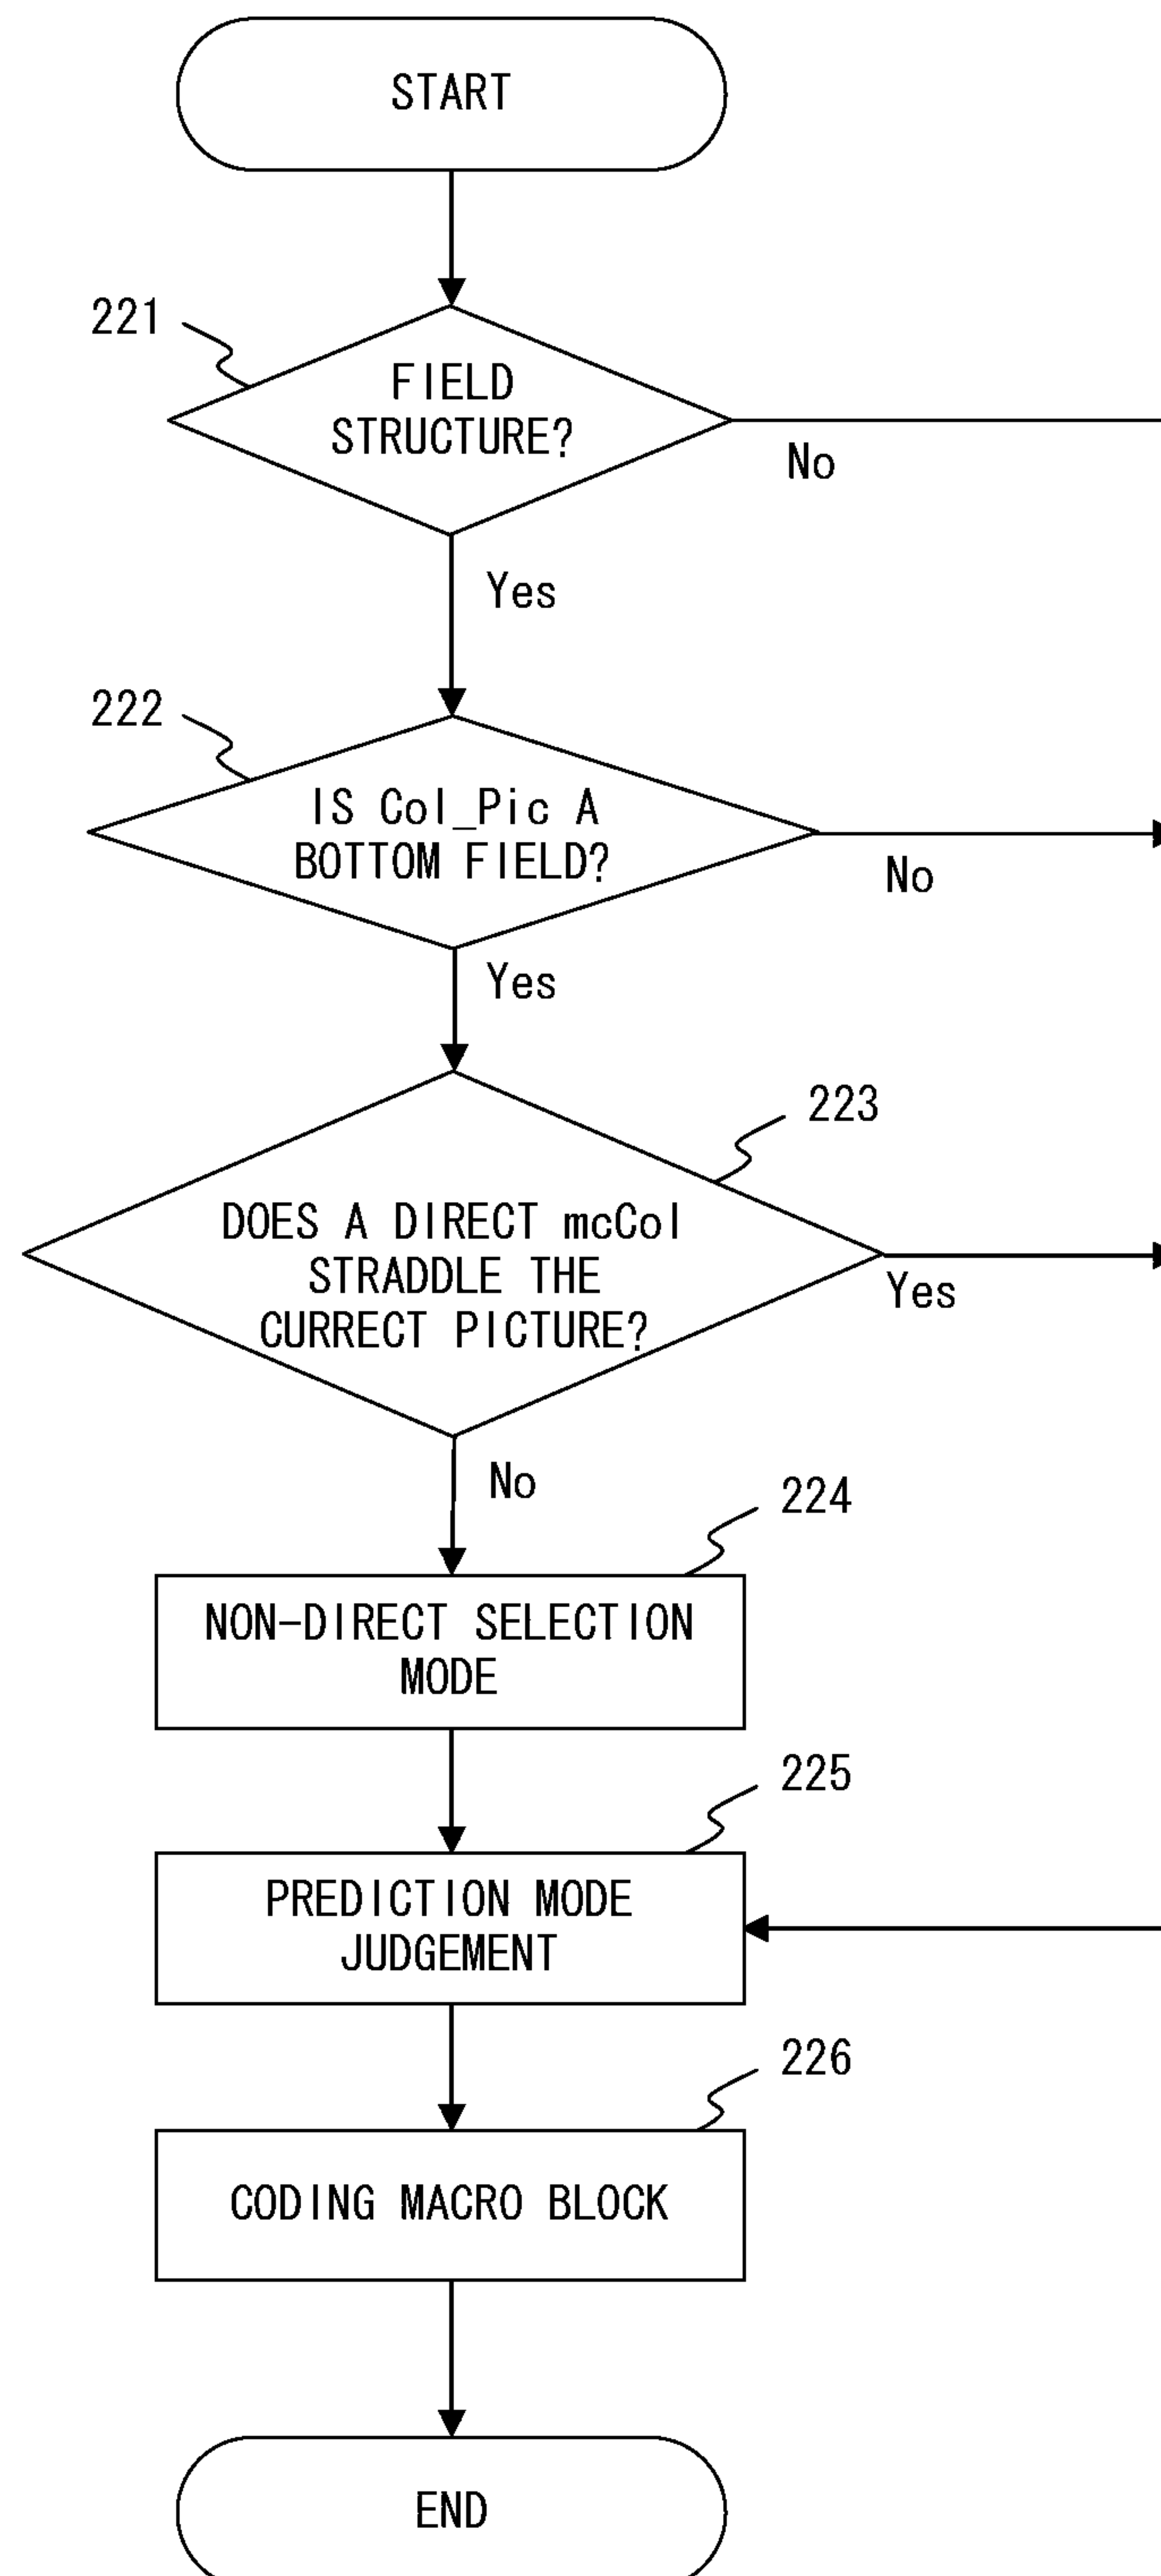 START
221
FIELD
STRUCTURE?
No
Yes
222
IS Col_Pic A
BOTTOM FIELD?
No
Yes
223
DOES A DIRECT mcCol
STRADDLE THE
CURRECT PICTURE?
Yes
No
224
NON-DIRECT SELECTION
MODE
225
PREDICTION MODE
JUDGEMENT
226
CODING MACRO BLOCK
END